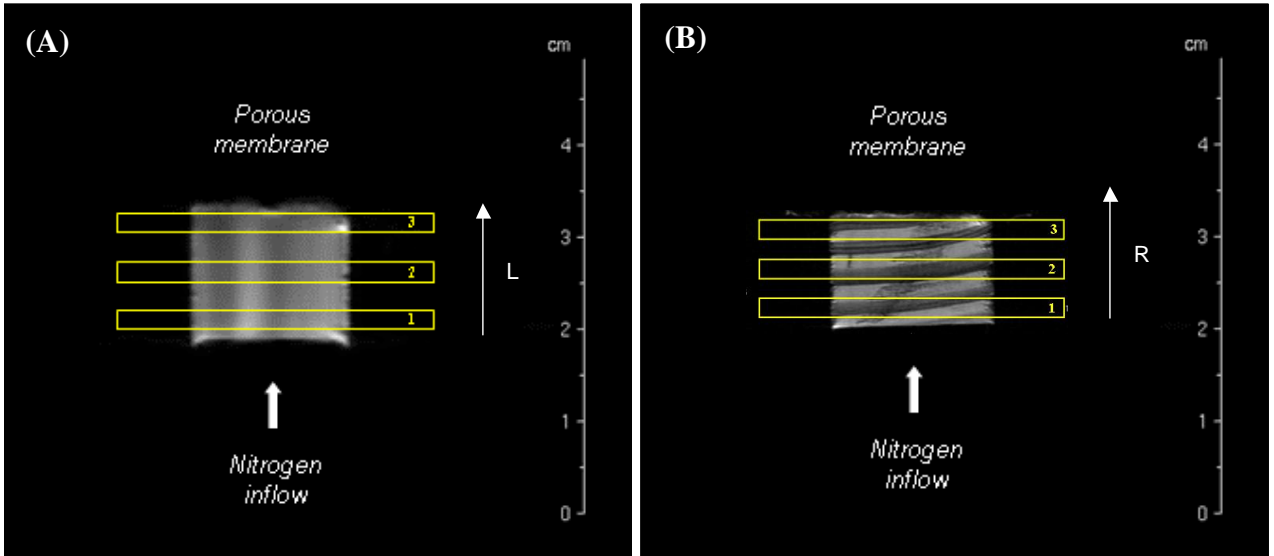 (A)
cm
Porous
membrane
4
3
3
2
L
1
2
1
Nitrogen
inflow
0
(B)
cm
Porous
membrane
4
3
3
2
R
1
2
1
Nitrogen
inflow
0